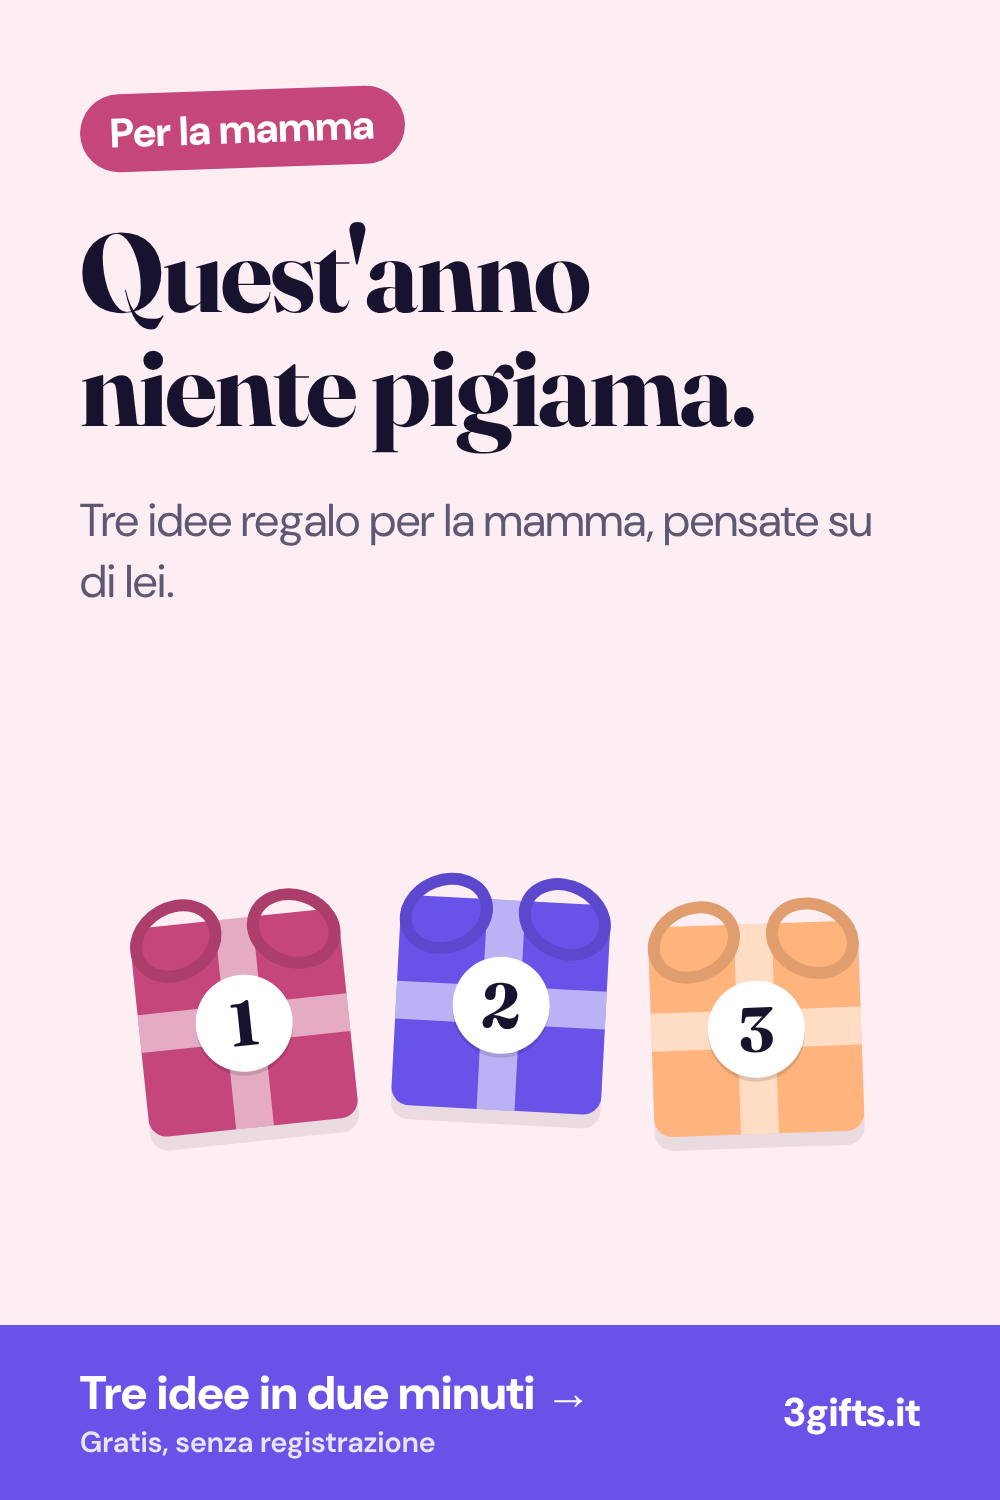 Per la mamma
Quest'anno
niente pigiama.
Tre idee regalo per la mamma, pensate su
di lei.
1
2
3
Tre idee in due minuti →
Gratis, senza registrazione
3gifts.it